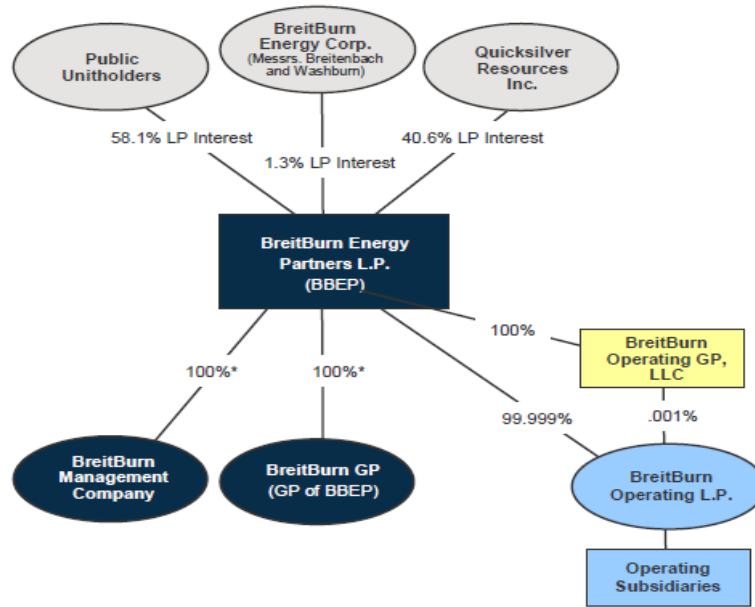 Public
Unitholders
BreitBurn
Energy Corp.
(Messrs. Breitenbach
and Washburn)
Quicksilver
Resources
Inc.
58.1% LP Interest
1.3% LP Interest
40.6% LP Interest
BreitBurn Energy
Partners L.P.
(BBEP)
100%
BreitBurn
Operating GP,
LLC
100%*
100%*
99.999%
.001%
BreitBurn
Management
Company
BreitBurn GP
(GP of BBEP)
BreitBurn
Operating L.P.
Operating
Subsidiaries